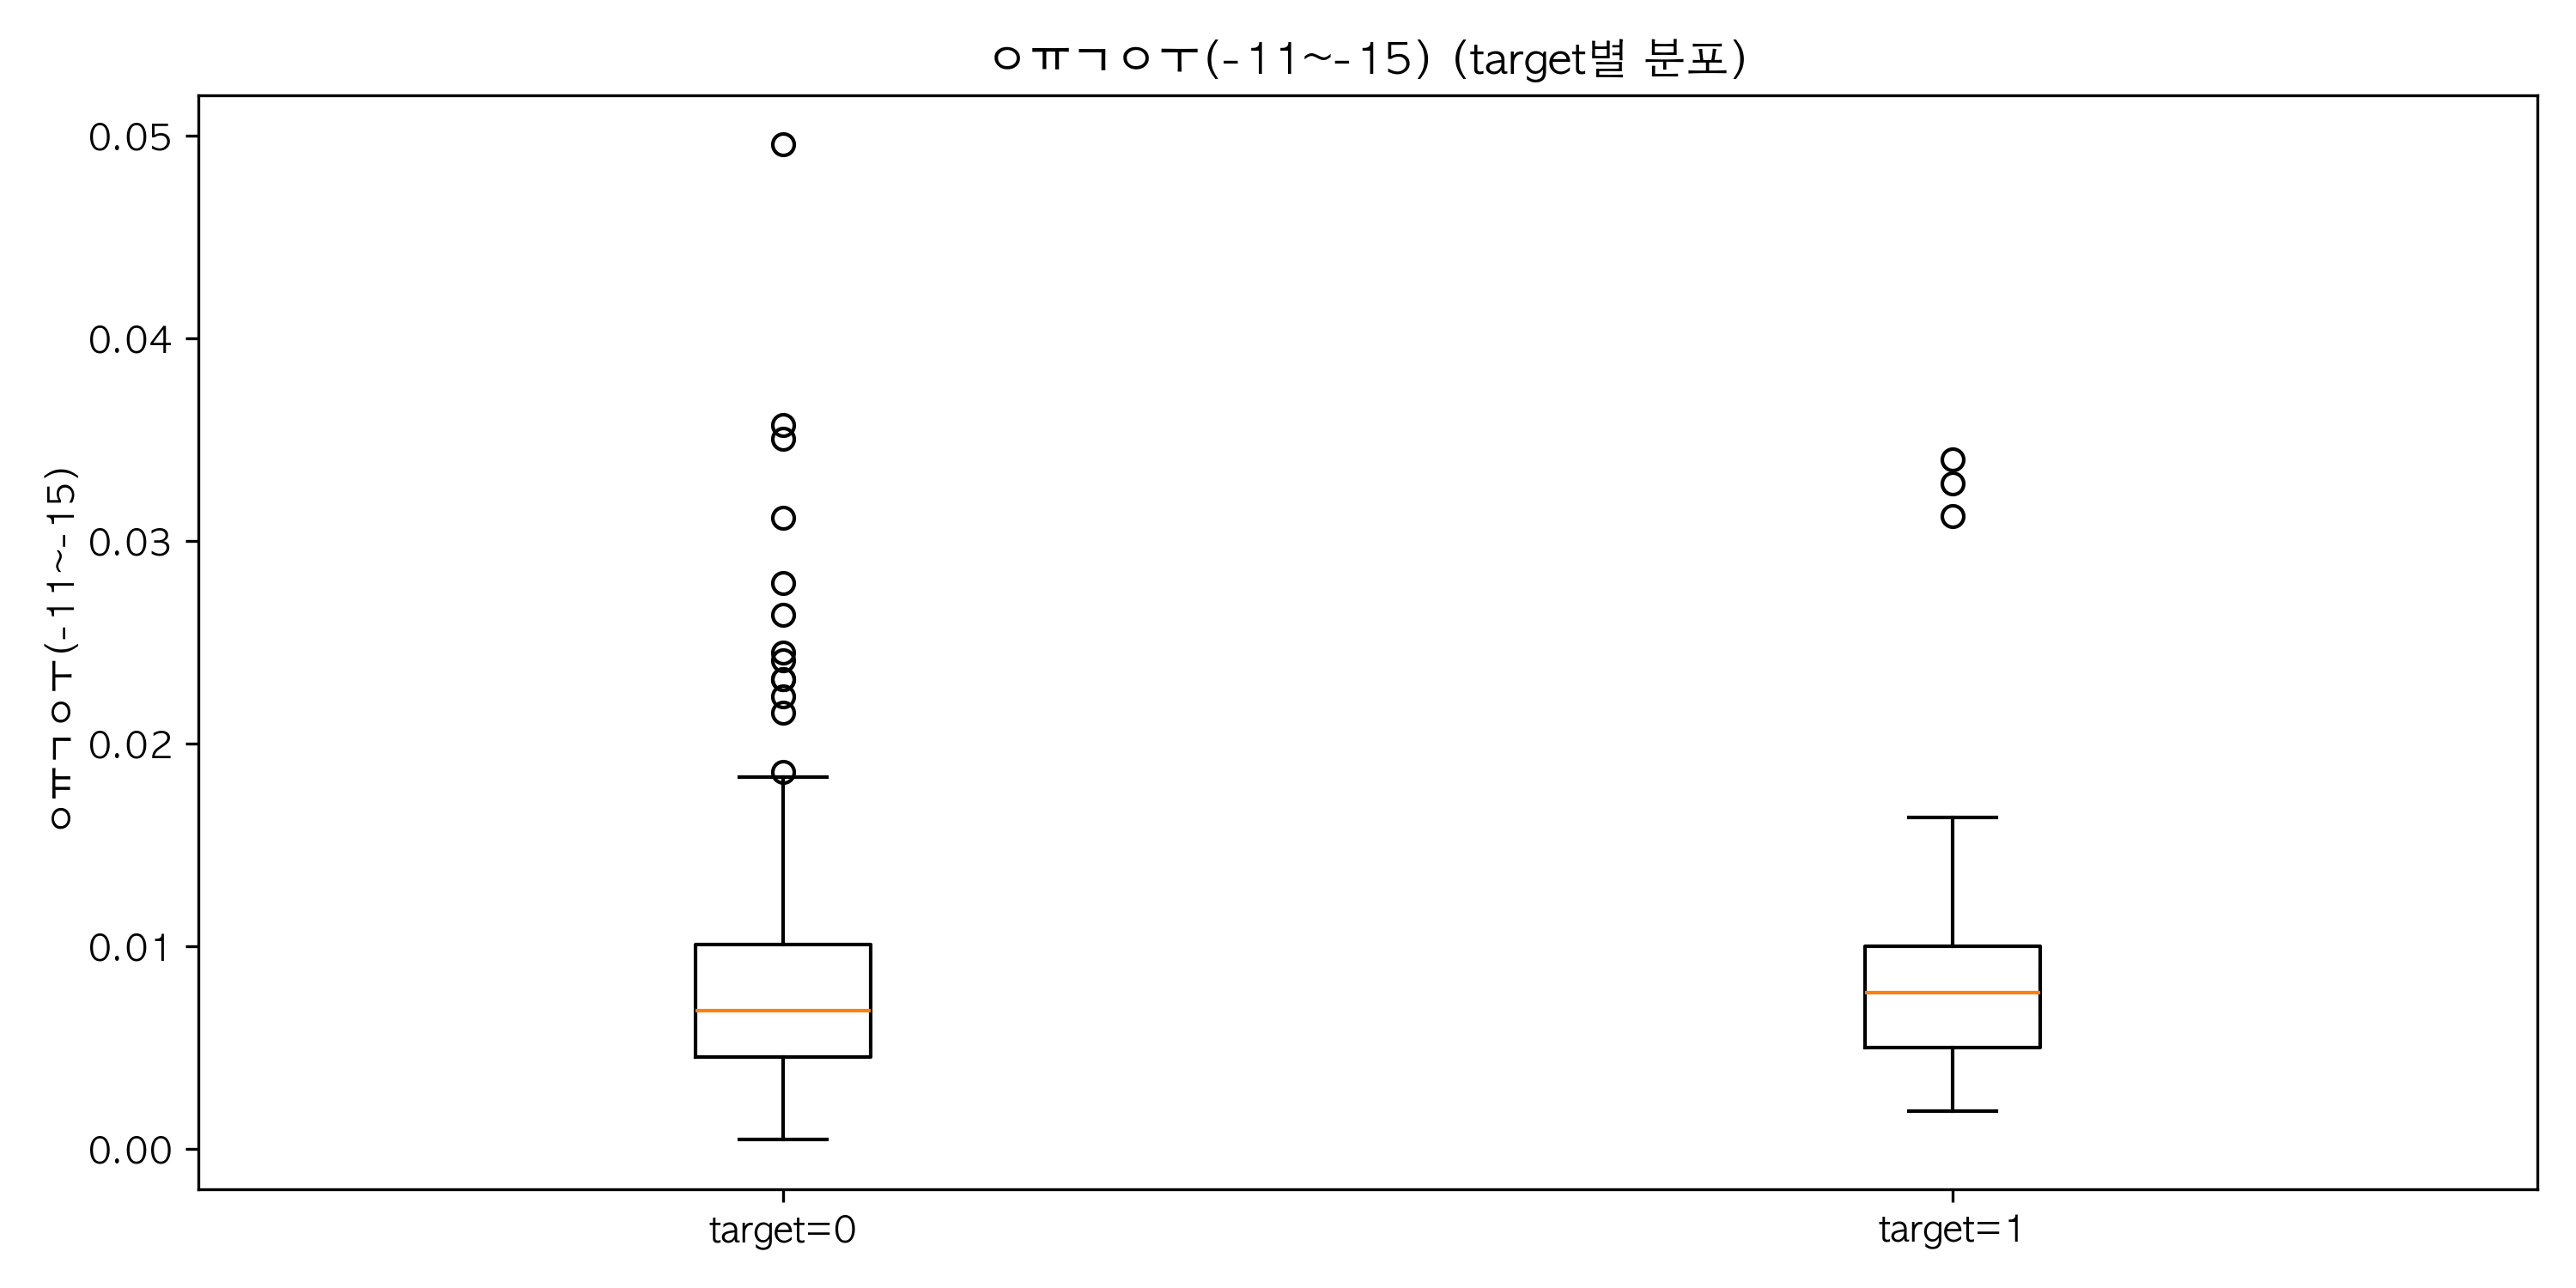 ㅇㅠㄱㅇㅜ(-11~-15) (target별 분포)
0.05
0.04
0.03
0.02
0.01
0.00
ㅇㅠㄱㅇㅜ(-11~-15)
target=0
target=1